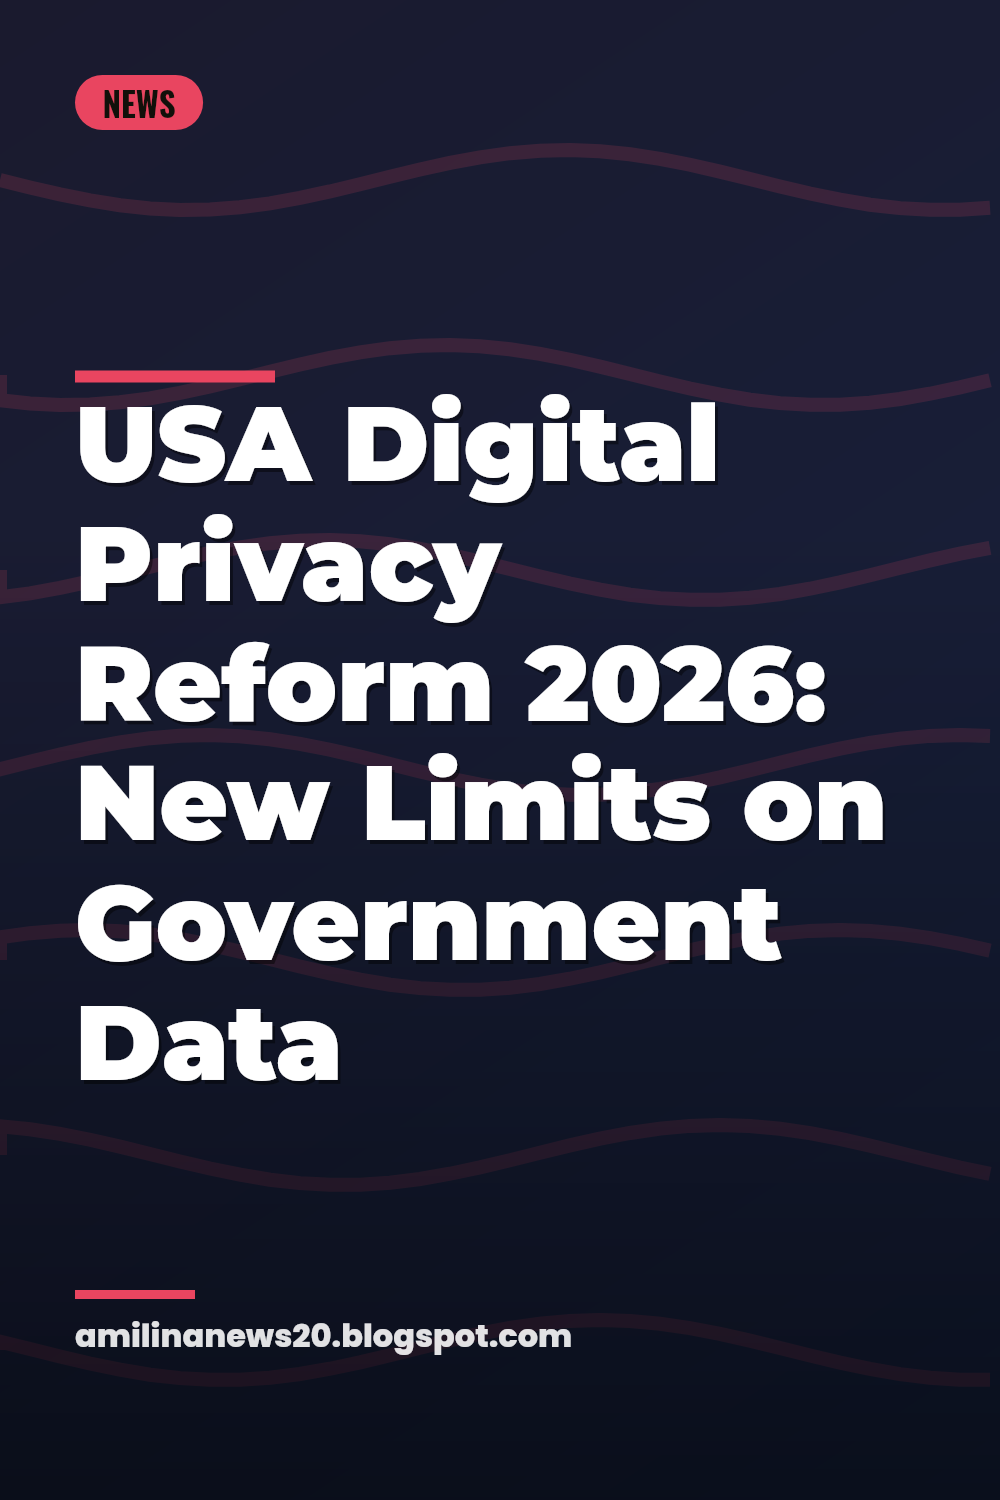 NEWS
USA Digital
Privacy
Reform 2026:
New Limits on
Government
Data
amilinanews20.blogspot.com